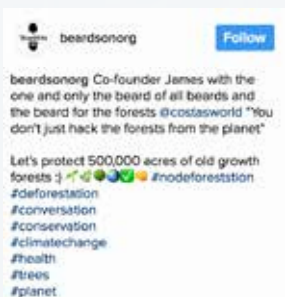 beardsonorg
Follow
beardsonorg Co-founder James with the
one and only the beard of all beards and
the beard for the forests @costasworld "You
don't just hack the forests from the planet"
Let's protect 500,000 acres of old growth
forests :) 🌱🌿🌳🌏✅ #nodeforeststion
#deforestation
#conversation
#conservation
#climatechange
#health
#trees
#planet